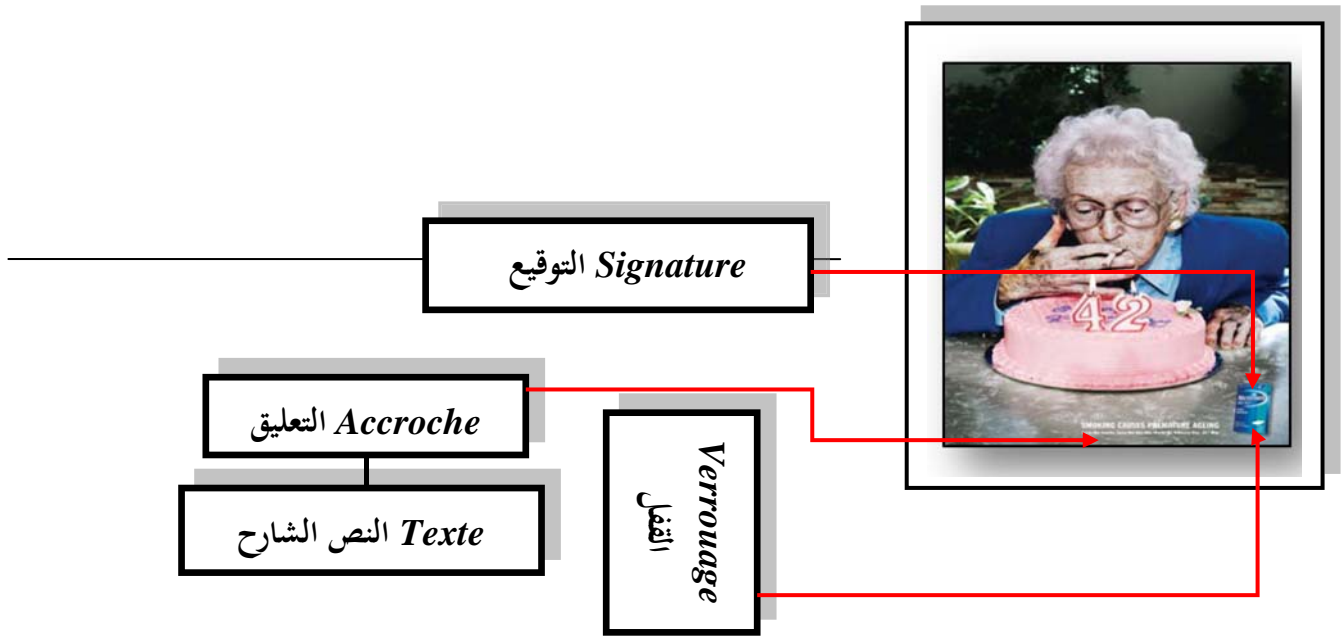 Signature التوقيع
Accroche التعليق
Texte النص الشارح
Verrouage
القفل
42
SMOKING CAUSES PREMATURE AGEING